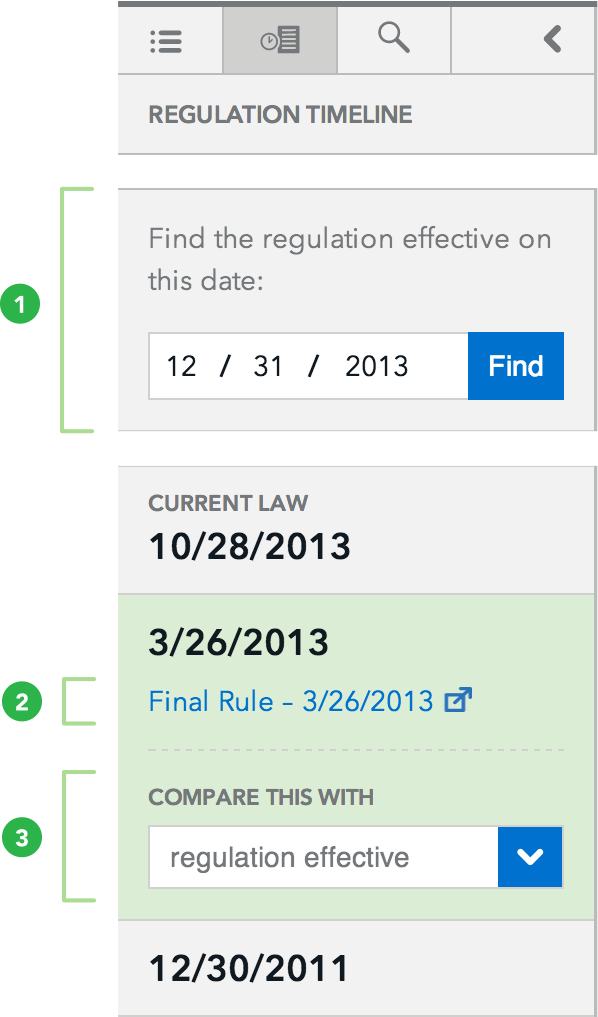 REGULATION TIMELINE
1
Find the regulation effective on
this date:
12 / 31 / 2013 Find
CURRENT LAW
10/28/2013
3/26/2013
2
Final Rule – 3/26/2013
COMPARE THIS WITH
3
regulation effective
12/30/2011